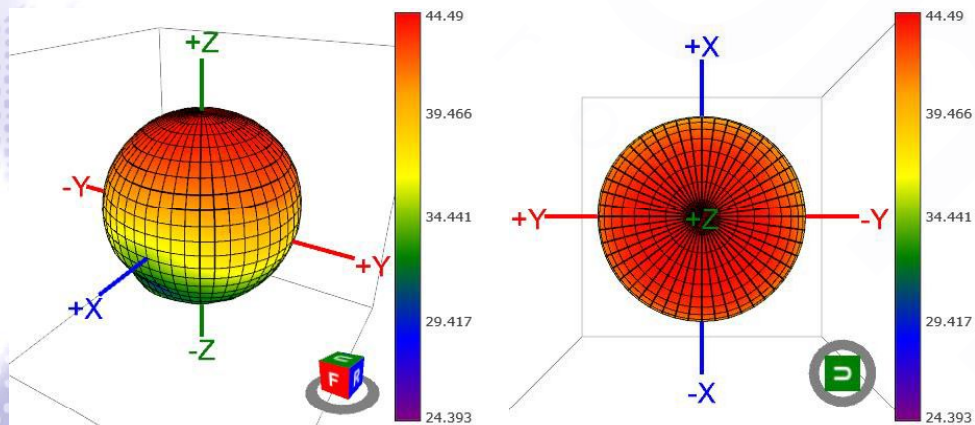 +Z
-Y
+Y
+X
-Z
U
F
R
44.49
39.466
34.441
29.417
24.393
+X
+Y
+Z
-Y
-X
U
44.49
39.466
34.441
29.417
24.393